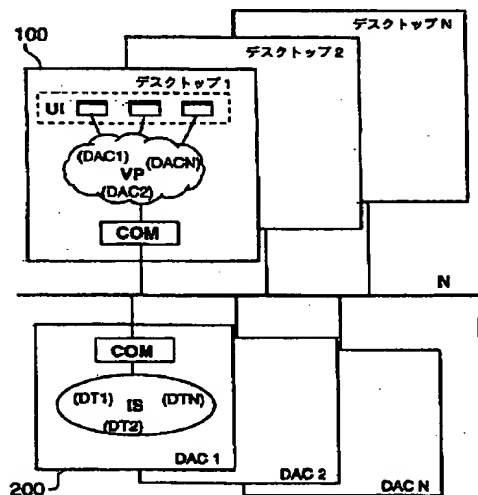 100
デスクトップN
デスクトップ2
デスクトップ1
UI
(DAC1)
(DACN)
VP
(DAC2)
COM
N
COM
(DT1)
IS
(DTN)
(DT2)
DAC 1
DAC 2
DAC N
200